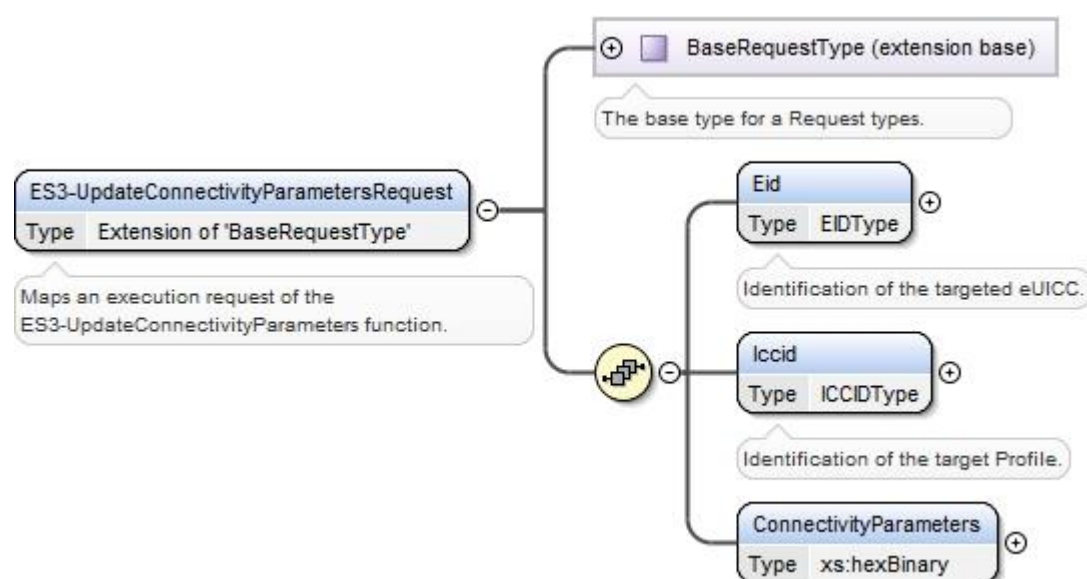 BaseRequestType (extension base)
The base type for a Request types.
ES3-UpdateConnectivityParametersRequest
Type Extension of 'BaseRequestType'
Maps an execution request of the
ES3-UpdateConnectivityParameters function.
Eid
Type EIDType
Identification of the targeted eUICC.
Iccid
Type ICCIDType
Identification of the target Profile.
ConnectivityParameters
Type xs:hexBinary